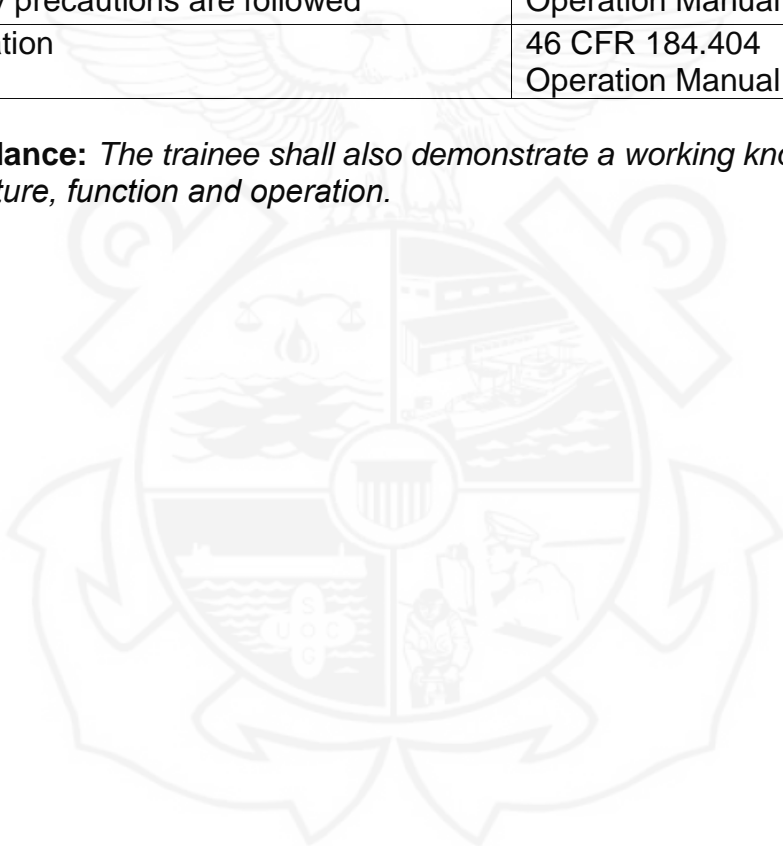 precautions are followed
Operation Manual
46 CFR 184.404
Operation Manual
lance: The trainee shall also demonstrate a working kno
ture, function and operation.
S
U O C
G